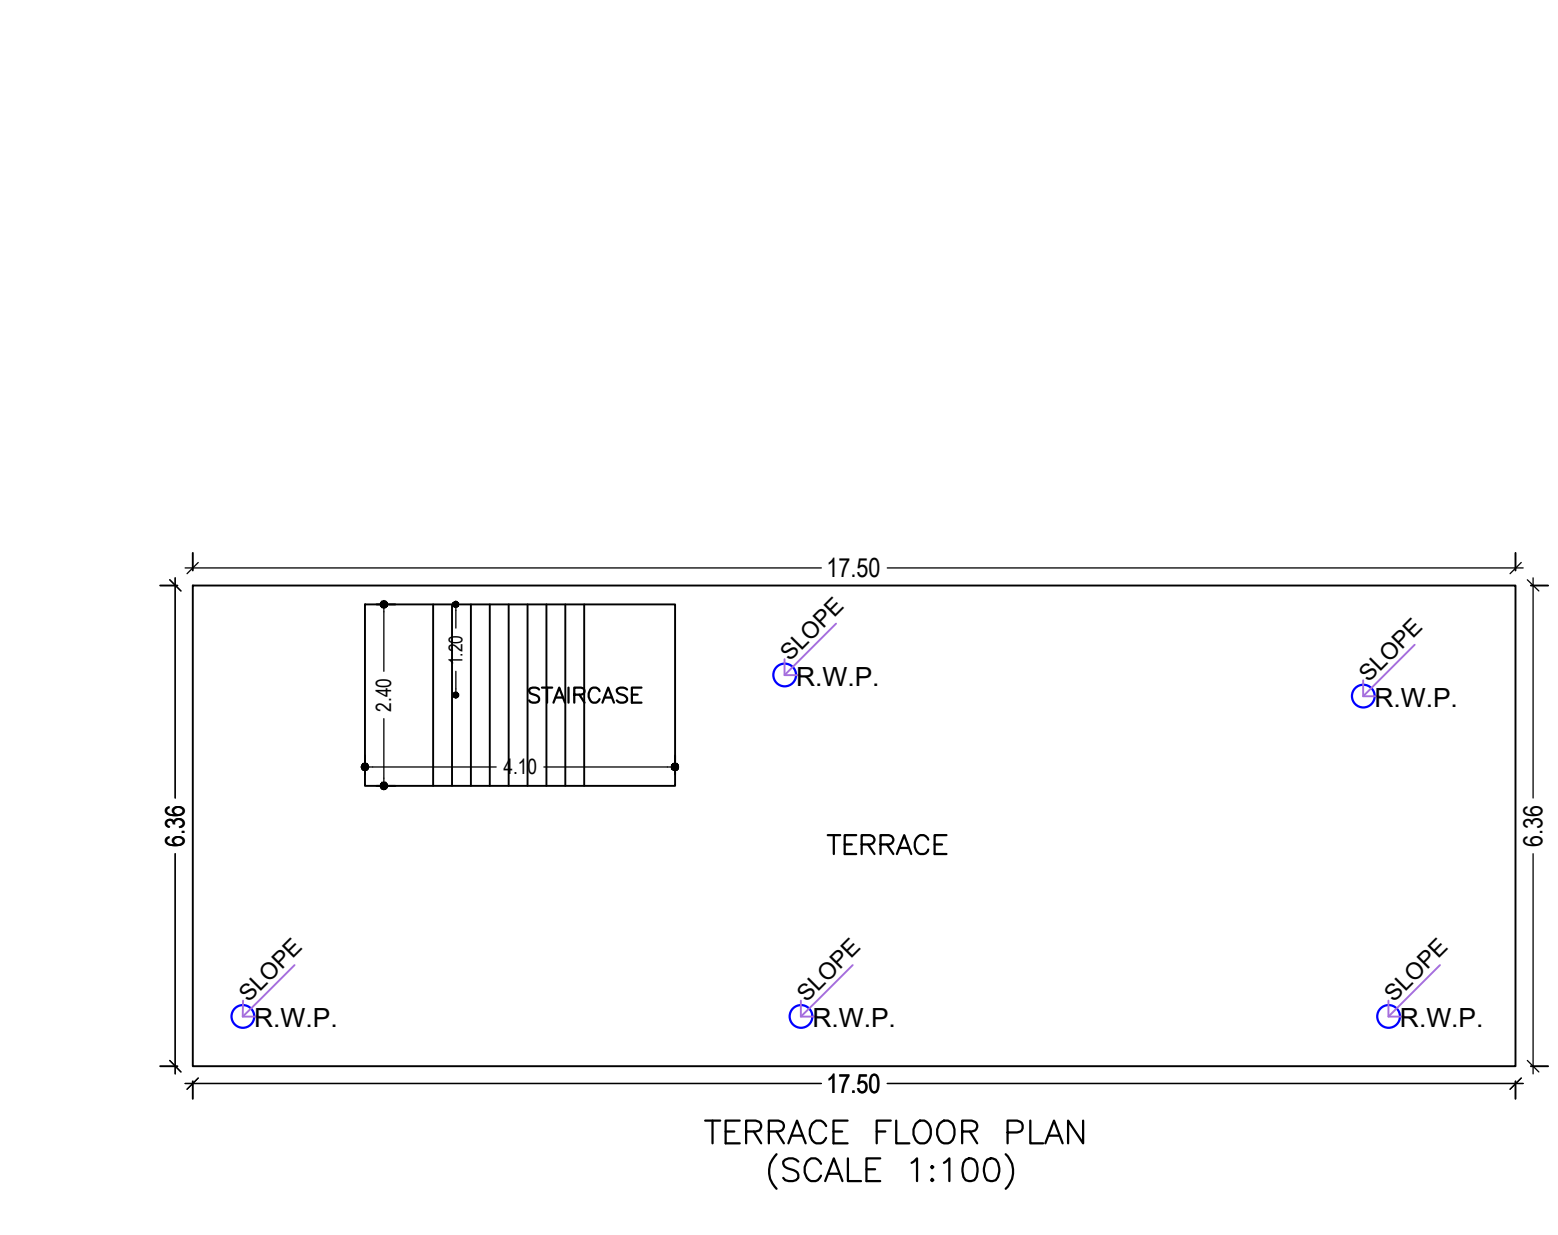 17.50
SLOPE
R.W.P.
SLOPE
R.W.P.
1.20
2.40
STAIRCASE
4.10
6.36
6.36
TERRACE
SLOPE
R.W.P.
SLOPE
R.W.P.
SLOPE
R.W.P.
17.50
TERRACE FLOOR PLAN
(SCALE 1:100)